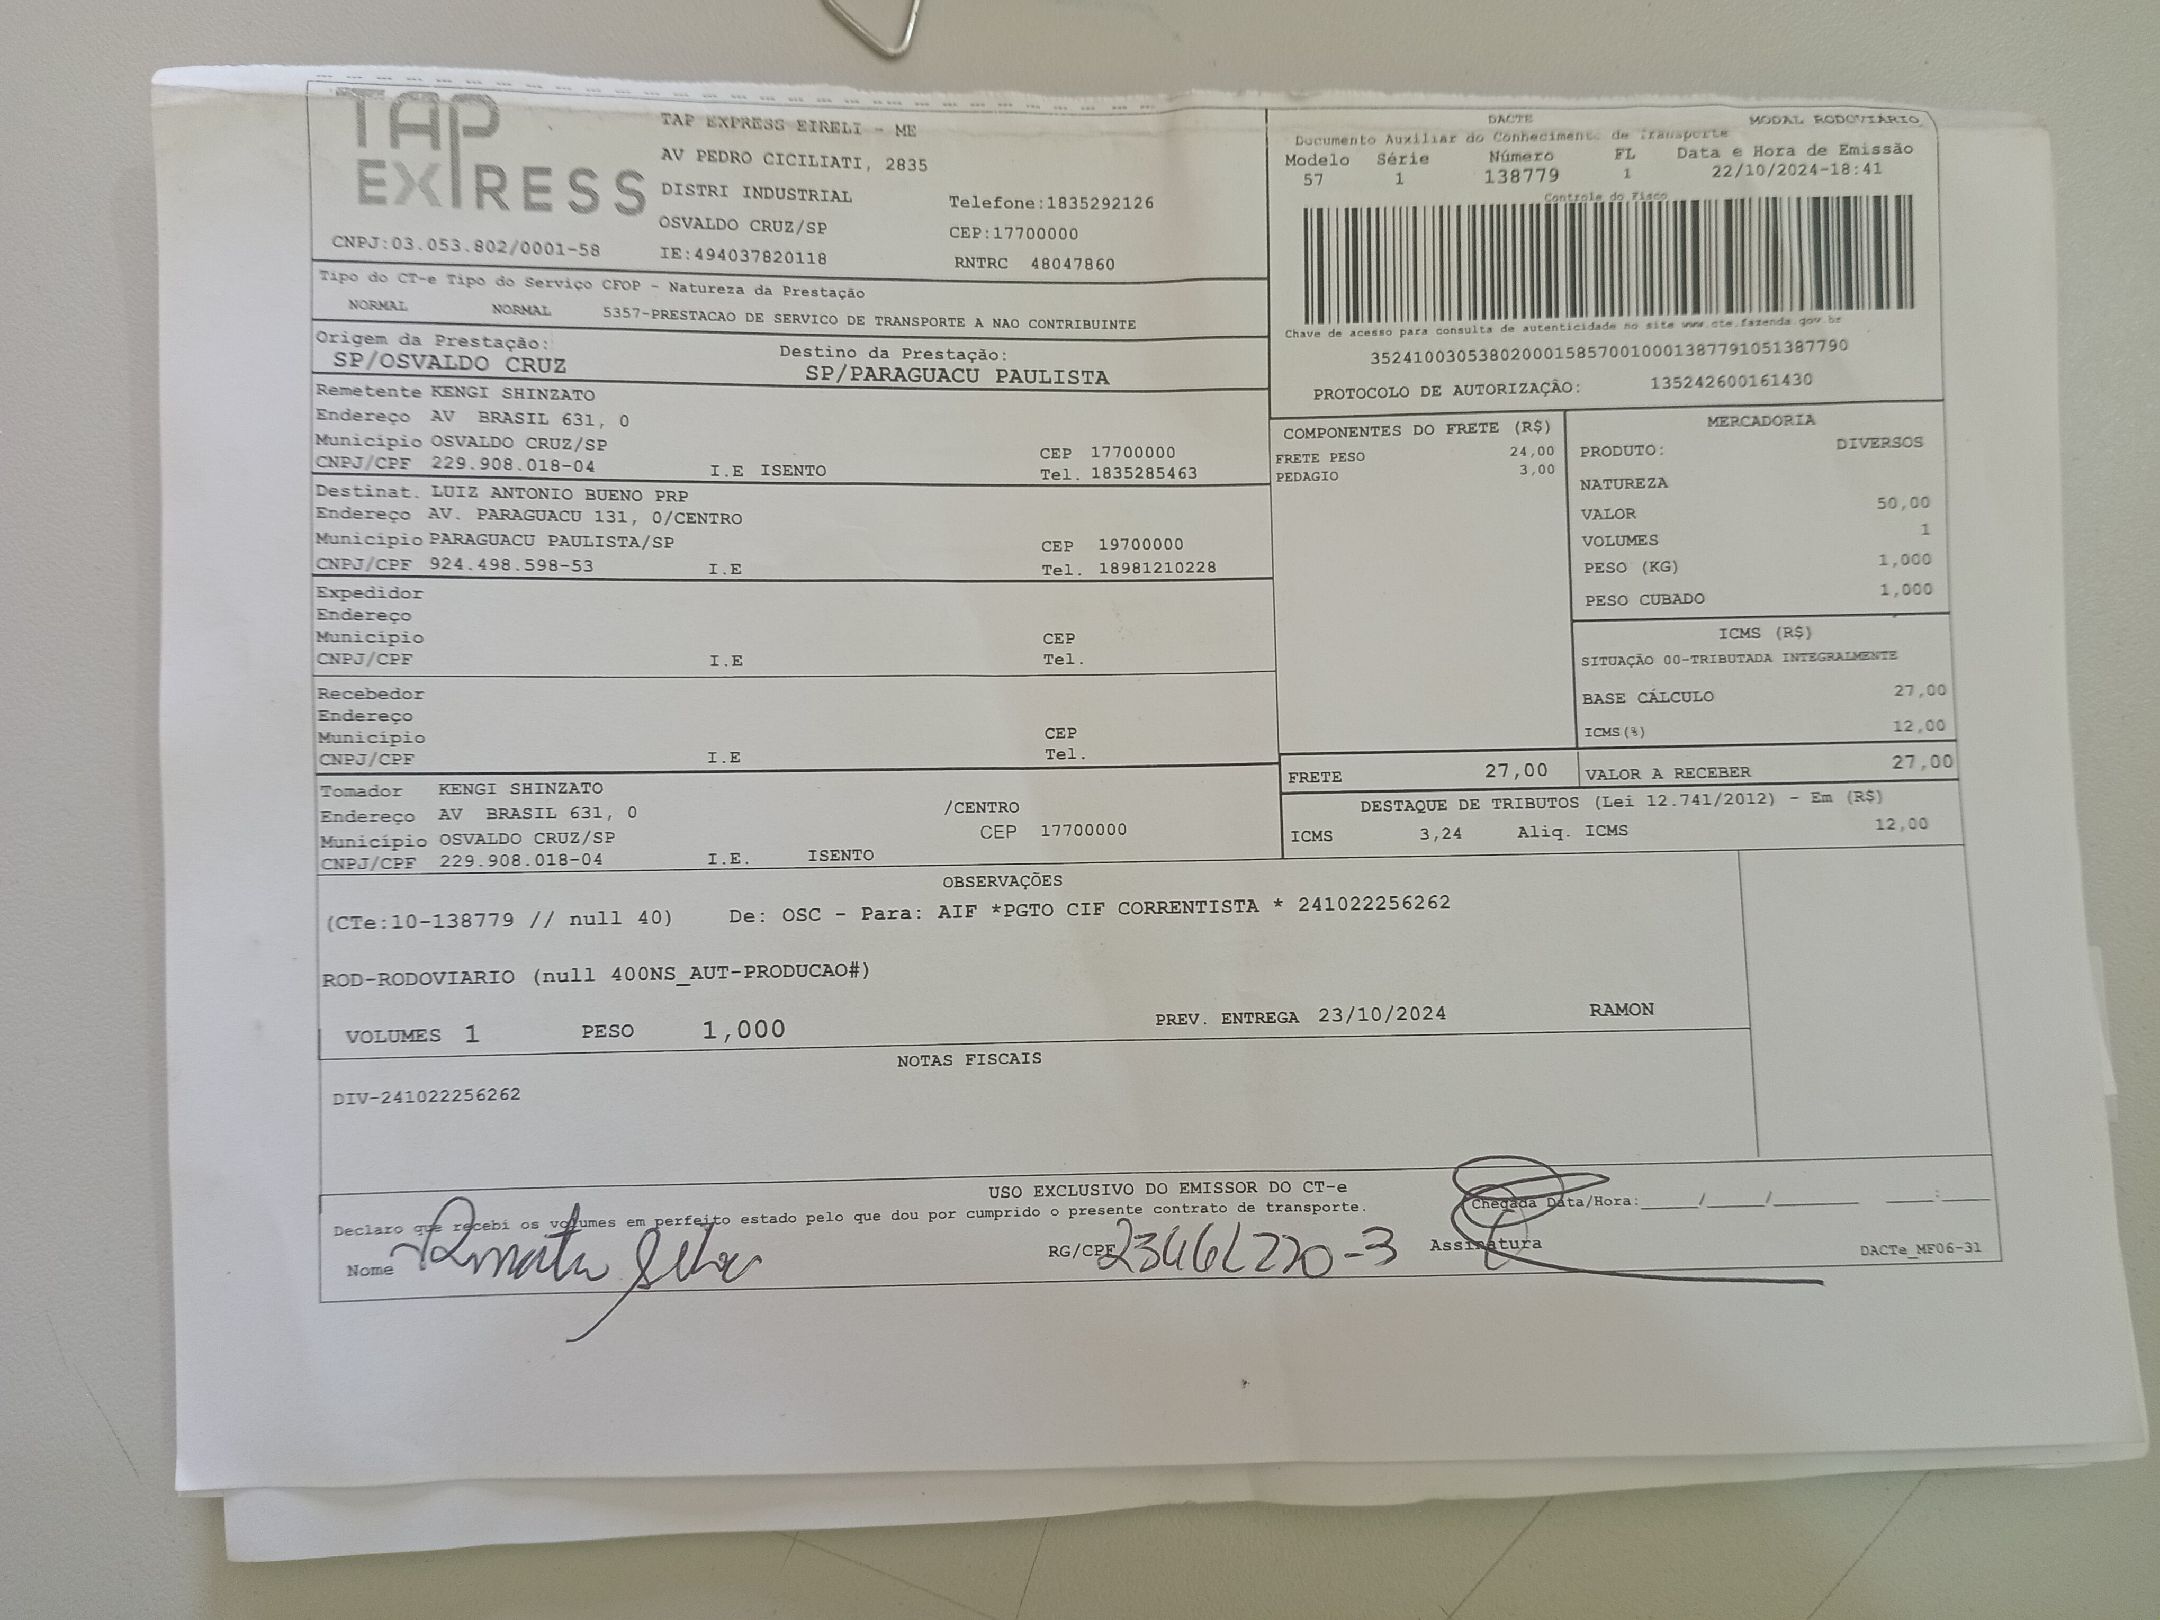 TAP
EXPRESS
CNPJ:03.053.802/0001-58
TAP EXPRESS EIRELI - ME
AV PEDRO CICILIATI, 2835
DISTRI INDUSTRIAL
Telefone:1835292126
OSVALDO CRUZ/SP
CEP:17700000
IE:494037820118
RNTRC 48047860
DACTE MODAL RODOVIÁRIO
Documento Auxiliar do Conhecimento de Transporte
Modelo Série Número FL Data e Hora de Emissão
57 1 138779 1 22/10/2024-18:41
Controle do Fisco
Chave de acesso para consulta de autenticidade no site www.cte.fazenda.gov.br
35241003053802000158570010001387791051387790
PROTOCOLO DE AUTORIZAÇÃO: 135242600161430
Tipo do CT-e Tipo do Serviço CFOP - Natureza da Prestação
NORMAL NORMAL 5357-PRESTACAO DE SERVICO DE TRANSPORTE A NAO CONTRIBUINTE
Origem da Prestação: Destino da Prestação:
SP/OSVALDO CRUZ SP/PARAGUACU PAULISTA
Remetente KENGI SHINZATO
Endereço AV BRASIL 631, 0
Município OSVALDO CRUZ/SP CEP 17700000
CNPJ/CPF 229.908.018-04 I.E ISENTO Tel. 1835285463
Destinat. LUIZ ANTONIO BUENO PRP
Endereço AV. PARAGUACU 131, 0/CENTRO
Município PARAGUACU PAULISTA/SP CEP 19700000
CNPJ/CPF 924.498.598-53 I.E Tel. 18981210228
Expedidor
Endereço
Município CEP
CNPJ/CPF I.E Tel.
Recebedor
Endereço
Município CEP
CNPJ/CPF I.E Tel.
Tomador KENGI SHINZATO
Endereço AV BRASIL 631, 0 /CENTRO
Município OSVALDO CRUZ/SP CEP 17700000
CNPJ/CPF 229.908.018-04 I.E. ISENTO
COMPONENTES DO FRETE (R$)
FRETE PESO 24,00
PEDAGIO 3,00
MERCADORIA
PRODUTO: DIVERSOS
NATUREZA
VALOR 50,00
VOLUMES 1
PESO (KG) 1,000
PESO CUBADO 1,000
ICMS (R$)
SITUAÇÃO 00-TRIBUTADA INTEGRALMENTE
BASE CÁLCULO 27,00
ICMS(%) 12,00
FRETE 27,00 VALOR A RECEBER 27,00
DESTAQUE DE TRIBUTOS (Lei 12.741/2012) - Em (R$)
ICMS 3,24 Aliq. ICMS 12,00
OBSERVAÇÕES
(CTe:10-138779 // null 40) De: OSC - Para: AIF *PGTO CIF CORRENTISTA * 241022256262
ROD-RODOVIARIO (null 400NS_AUT-PRODUCAO#)
VOLUMES 1 PESO 1,000 PREV. ENTREGA 23/10/2024 RAMON
NOTAS FISCAIS
DIV-241022256262
USO EXCLUSIVO DO EMISSOR DO CT-e
Declaro que recebi os volumes em perfeito estado pelo que dou por cumprido o presente contrato de transporte.
Chegada Data/Hora:____/____/______ ___:___
Nome Renata Silva RG/CPF Assinatura
DACTe_MF06-31